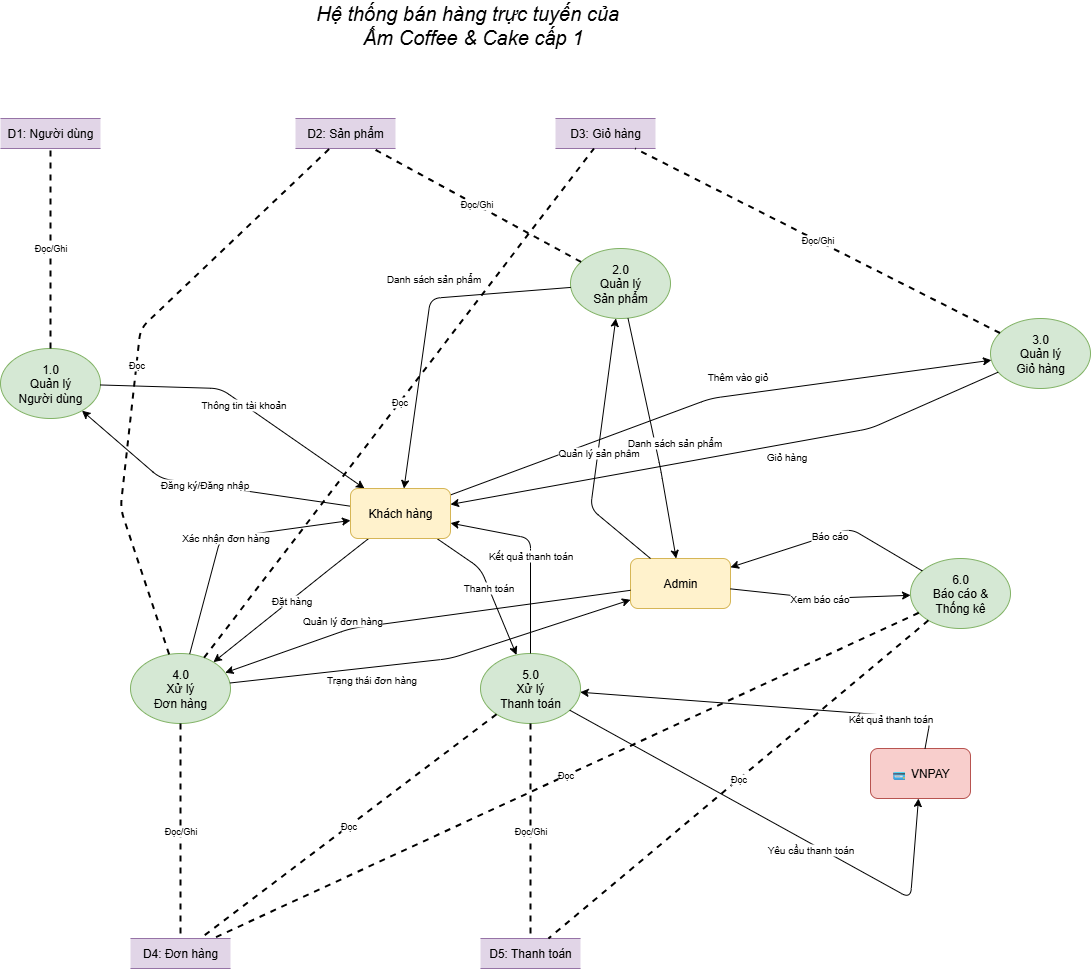 Hệ thống bán hàng trực tuyến của
Ấm Coffee & Cake cấp 1
D1: Người dùng
D2: Sản phẩm
D3: Giỏ hàng
Đọc/Ghi
Đọc/Ghi
Đọc/Ghi
2.0
Quản lý
Sản phẩm
Danh sách sản phẩm
3.0
Quản lý
Giỏ hàng
1.0
Quản lý
Người dùng
Đọc
Thêm vào giỏ
Thông tin tài khoản
Đọc
Danh sách sản phẩm
Quản lý sản phẩm
Giỏ hàng
Đăng ký/Đăng nhập
Khách hàng
Xác nhận đơn hàng
Báo cáo
Kết quả thanh toán
Admin
6.0
Báo cáo &
Thống kê
Thanh toán
Đặt hàng
Xem báo cáo
Quản lý đơn hàng
4.0
Xử lý
Đơn hàng
Trạng thái đơn hàng
5.0
Xử lý
Thanh toán
Kết quả thanh toán
VNPAY
Đọc
Đọc
Đọc
Đọc/Ghi
Đọc/Ghi
Yêu cầu thanh toán
D4: Đơn hàng
D5: Thanh toán